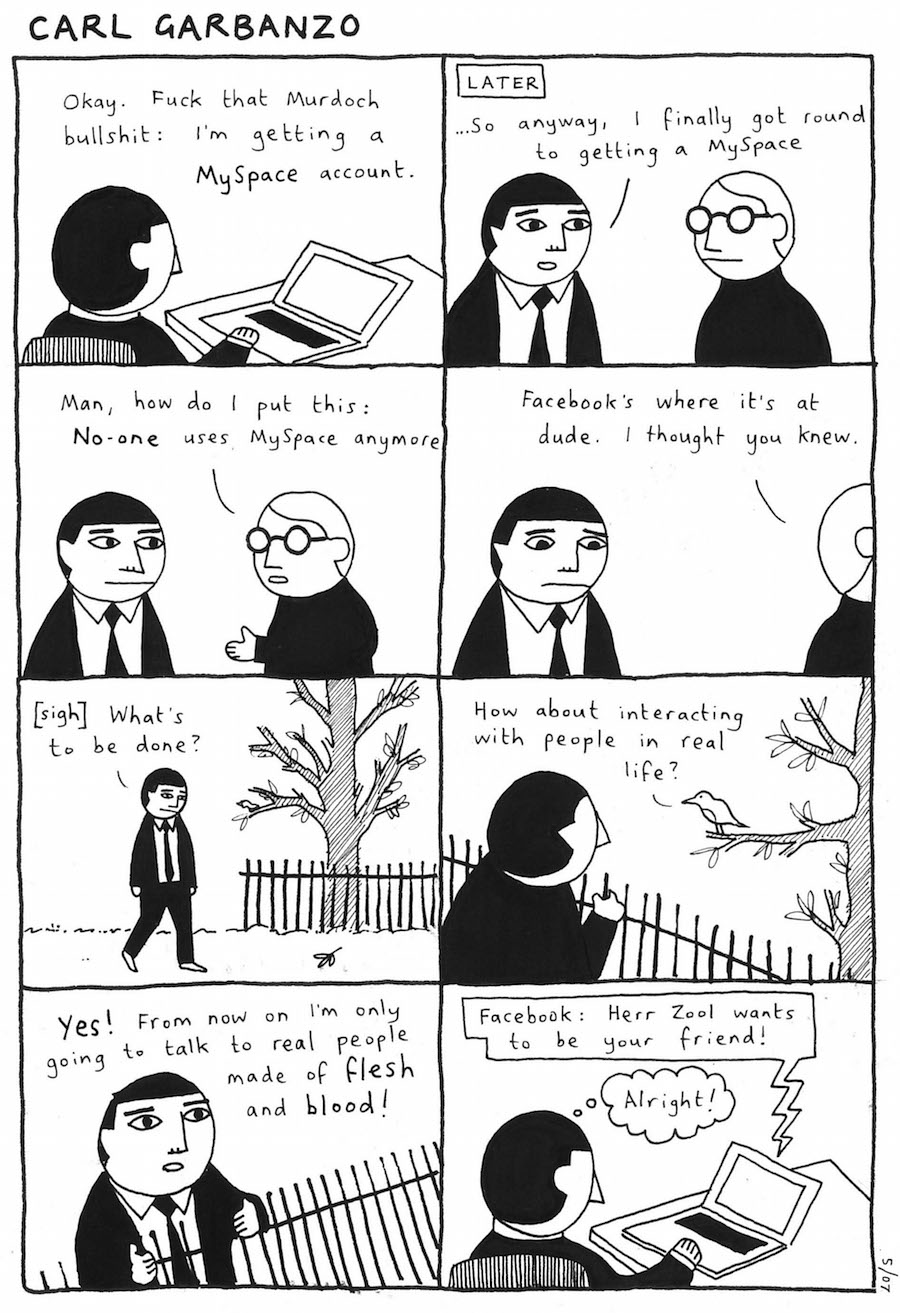 CARL GARBANZO
Okay. Fuck that Murdoch
bullshit: I'm getting a
MySpace account.
LATER
...So anyway, I finally got round
to getting a MySpace
Man, how do I put this:
No-one uses MySpace anymore
Facebook's where it's at
dude. I thought you knew.
[sigh] What's
to be done?
How about interacting
with people in real
life?
Yes! From now on I'm only
going to talk to real people
made of flesh
and blood!
Facebook: Herr Zool wants
to be your friend!
Alright!
5/07